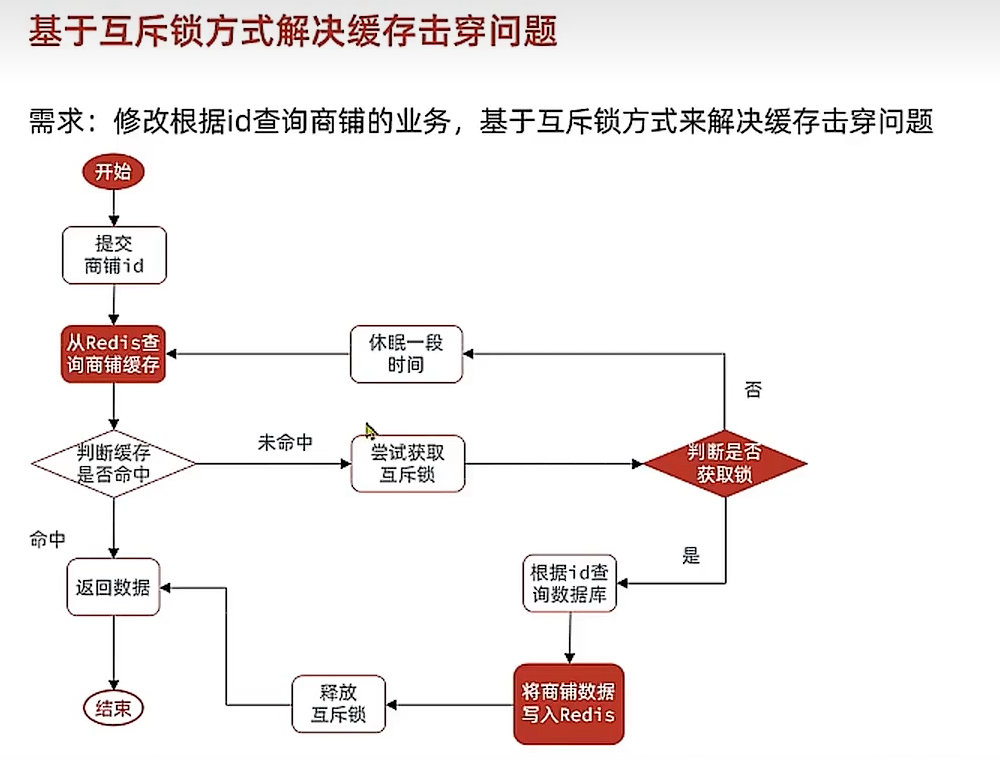 基于互斥锁方式解决缓存击穿问题
需求：修改根据id查询商铺的业务，基于互斥锁方式来解决缓存击穿问题
开始
提交
商铺id
从Redis查
询商铺缓存
休眠一段
时间
否
判断缓存
是否命中
未命中
尝试获取
互斥锁
判断是否
获取锁
命中
是
返回数据
根据id查
询数据库
将商铺数据
写入Redis
释放
互斥锁
结束